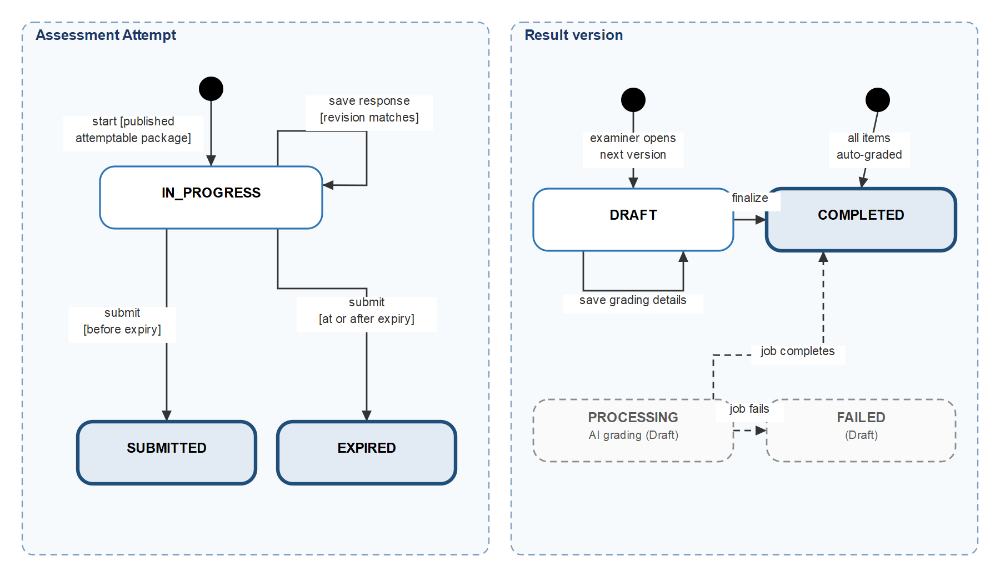 Assessment Attempt
save response
[revision matches]
start [published
attemptable package]
IN_PROGRESS
submit
[before expiry]
submit
[at or after expiry]
SUBMITTED
EXPIRED
Result version
examiner opens
next version
all items
auto-graded
DRAFT
finalize
COMPLETED
save grading details
job completes
PROCESSING
AI grading (Draft)
job fails
FAILED
(Draft)